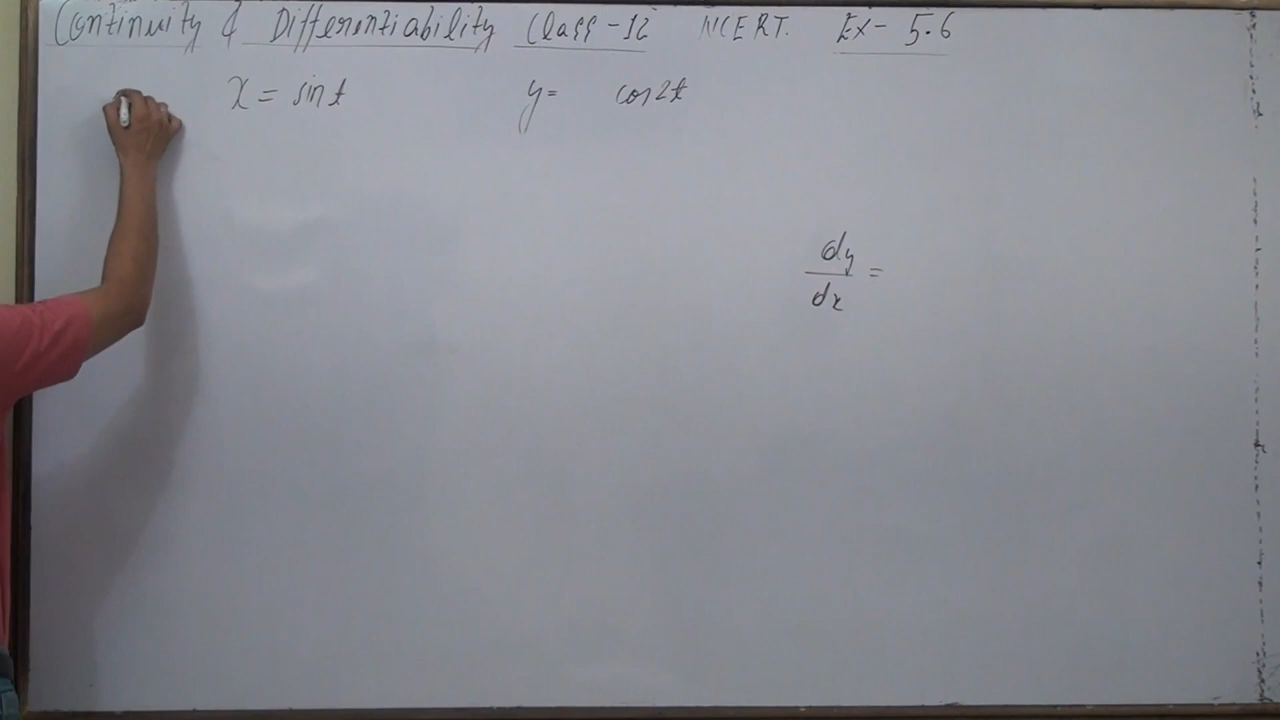 Continuity & Differentiability Class - 12 NCERT. Ex - 5.6
x = sin t y = cos 2t
dy
dx =